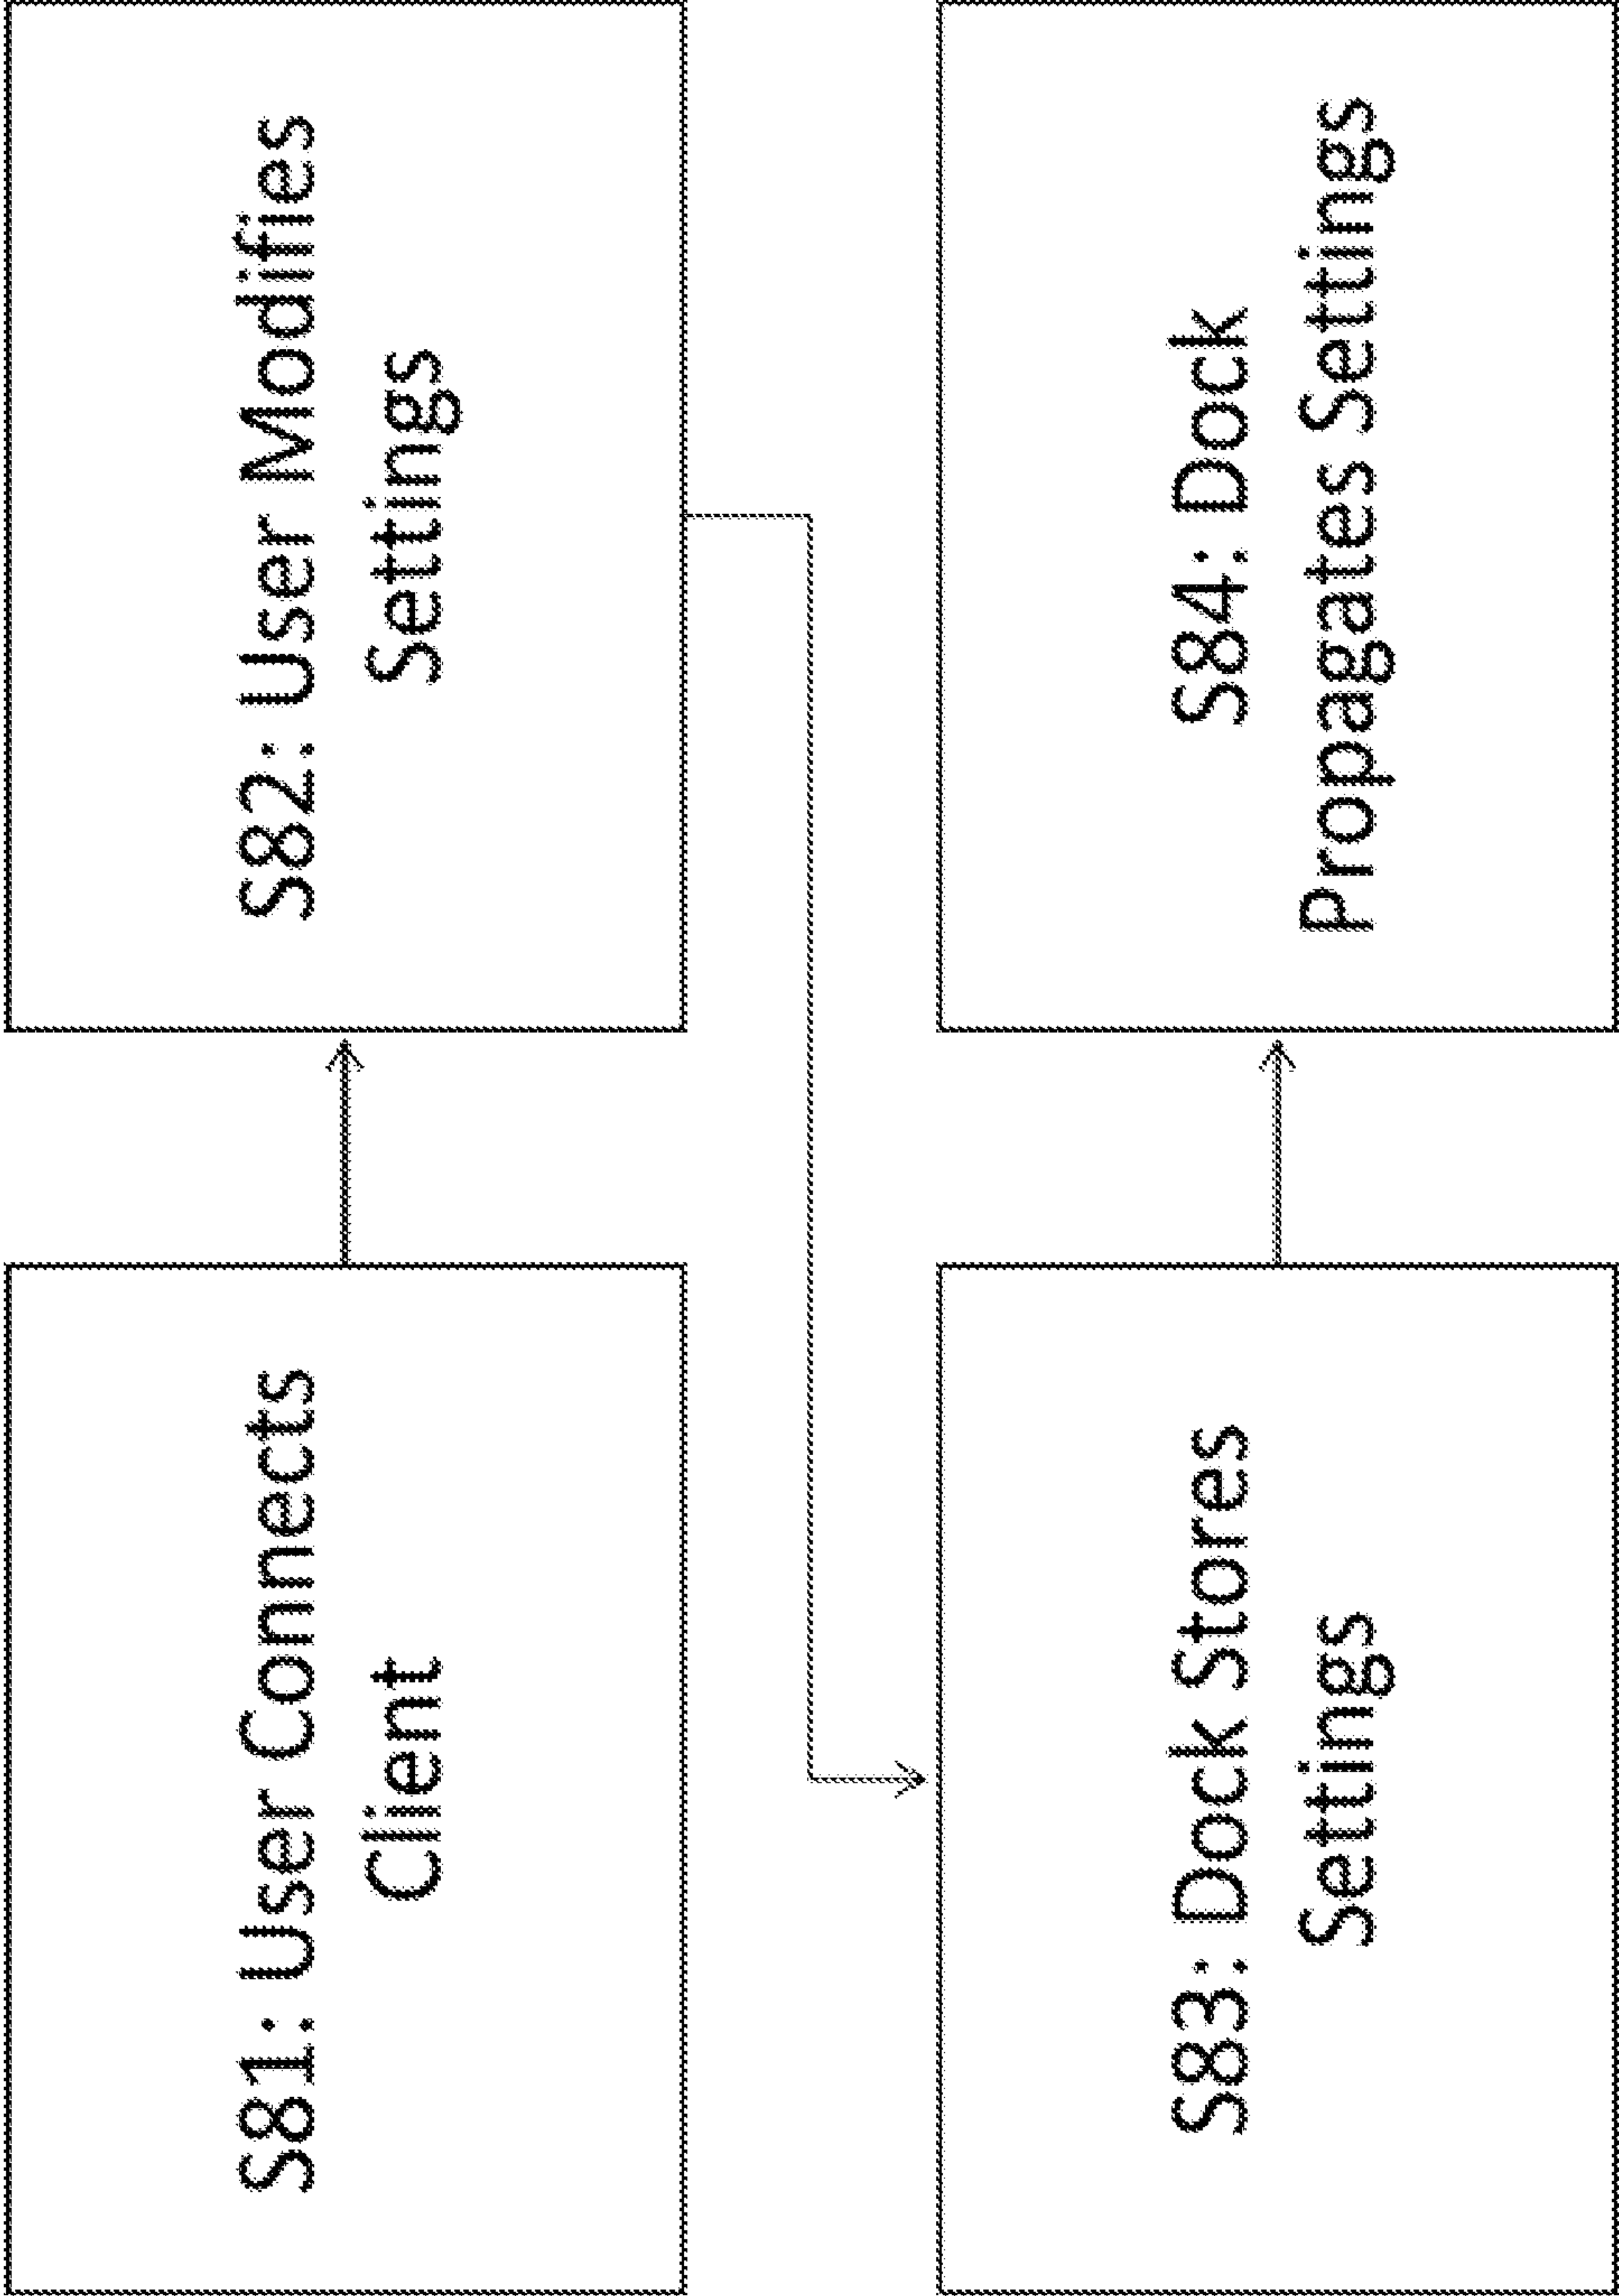 S81: User Connects
Client
S82: User Modifies
Settings
S83: Dock Stores
Settings
S84: Dock
Propagates Settings